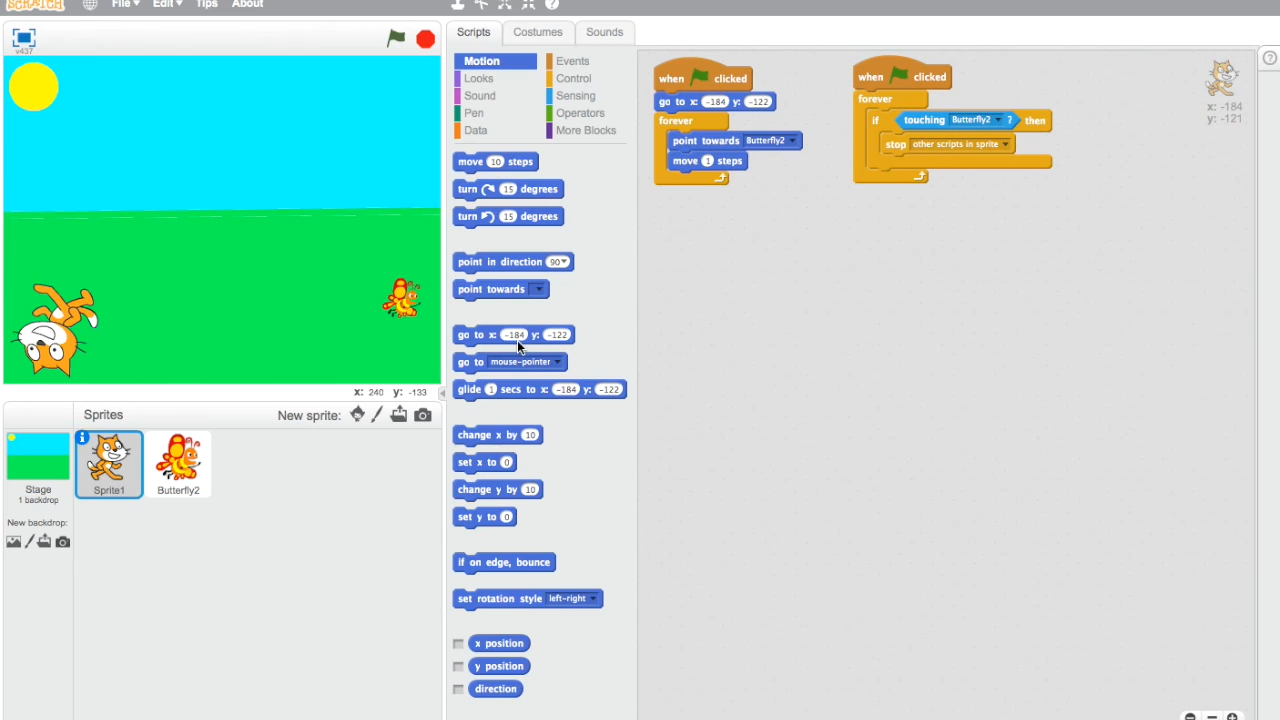 SCRATCH File Edit Tips About
v437
Scripts Costumes Sounds
Motion Events
Looks Control
Sound Sensing
Pen Operators
Data More Blocks
move 10 steps
turn 15 degrees
turn 15 degrees
point in direction 90
point towards
go to x: -184 y: -122
go to mouse-pointer
glide 1 secs to x: -184 y: -122
change x by 10
set x to 0
change y by 10
set y to 0
if on edge, bounce
set rotation style left-right
x position
y position
direction
when clicked
go to x: -184 y: -122
forever
point towards Butterfly2
move 1 steps
when clicked
forever
if touching Butterfly2 ? then
stop other scripts in sprite
x: -184
y: -121
?
x: 240 y: -133
Sprites New sprite:
Stage
1 backdrop
New backdrop:
i
Sprite1
Butterfly2